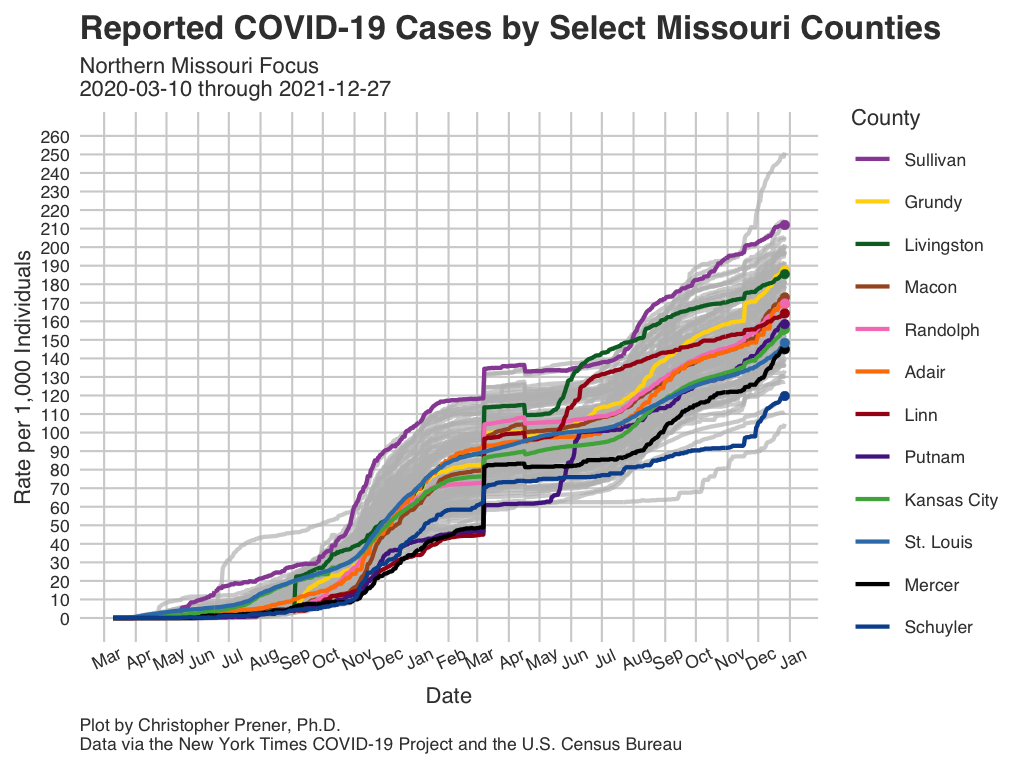 Reported COVID-19 Cases by Select Missouri Counties
Northern Missouri Focus
2020-03-10 through 2021-12-27
County
Sullivan
Grundy
Livingston
Macon
Randolph
Adair
Linn
Putnam
Kansas City
St. Louis
Mercer
Schuyler
Rate per 1,000 Individuals
260
250
240
230
220
210
200
190
180
170
160
150
140
130
120
110
100
90
80
70
60
50
40
30
20
10
0
Mar Apr May Jun Jul Aug Sep Oct Nov Dec Jan Feb Mar Apr May Jun Jul Aug Sep Oct Nov Dec Jan
Date
Plot by Christopher Prener, Ph.D.
Data via the New York Times COVID-19 Project and the U.S. Census Bureau